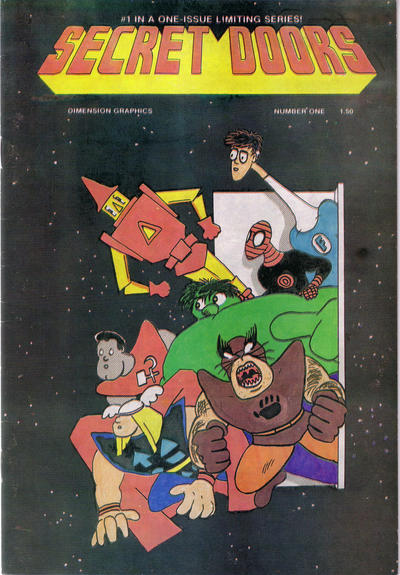 #1 IN A ONE-ISSUE LIMITING SERIES!
SECRET DOORS
DIMENSION GRAPHICS NUMBER ONE 1.50